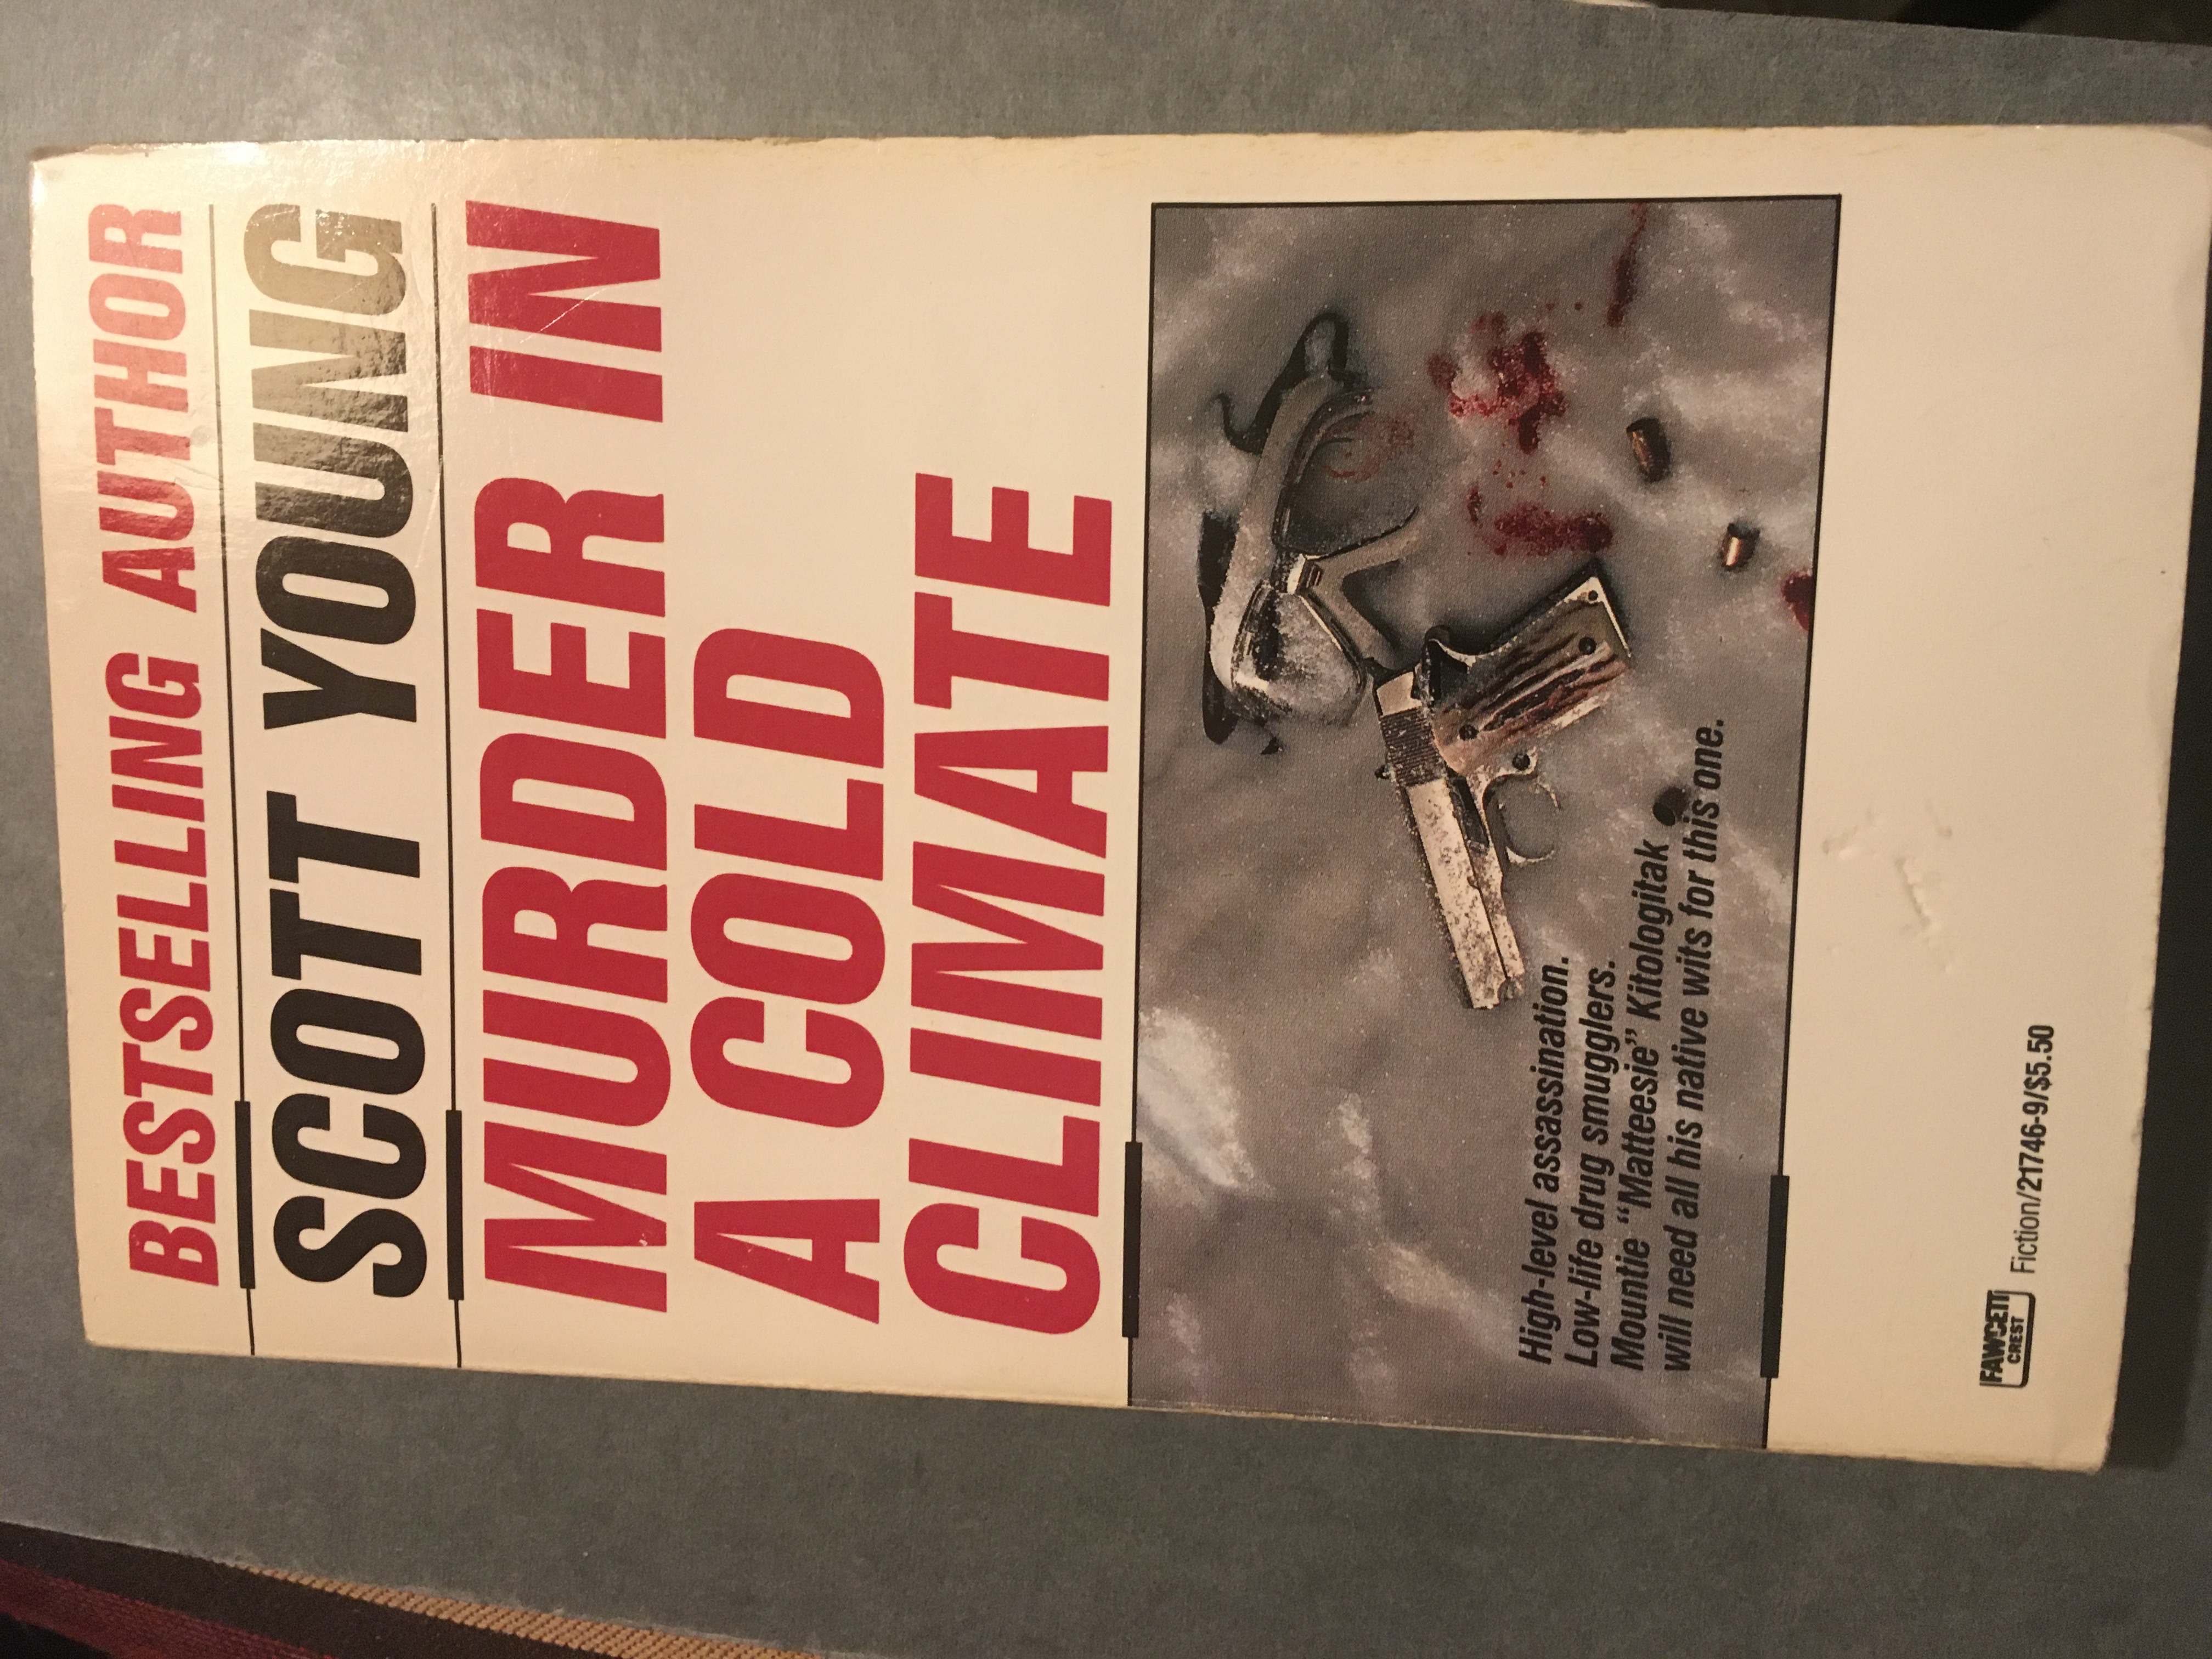 BESTSELLING AUTHOR
SCOTT YOUNG
MURDER IN
A COLD
CLIMATE
High-level assassination.
Low-life drug smugglers.
Mountie “Matteesie” Kitologitak
will need all his native wits for this one.
FAWCETT
CREST
Fiction/21746-9/$5.50